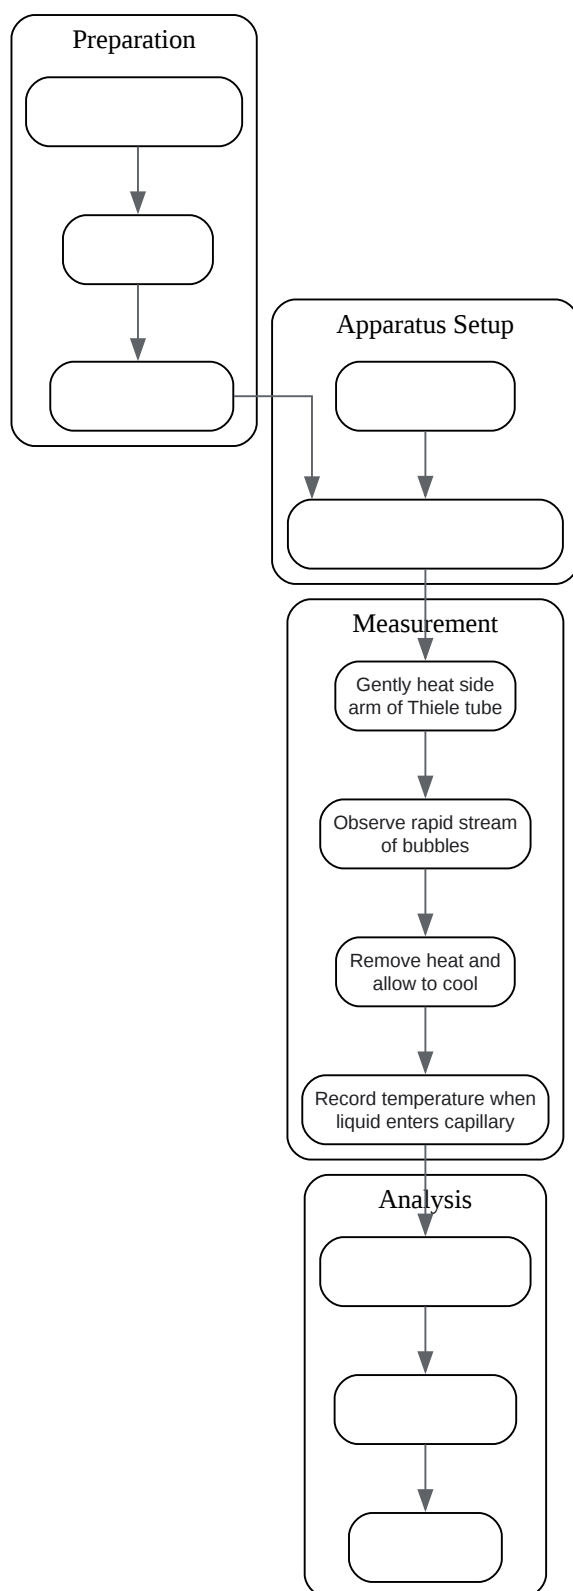 Preparation
Apparatus Setup
Measurement
Gently heat side
arm of Thiele tube
Observe rapid stream
of bubbles
Remove heat and
allow to cool
Record temperature when
liquid enters capillary
Analysis